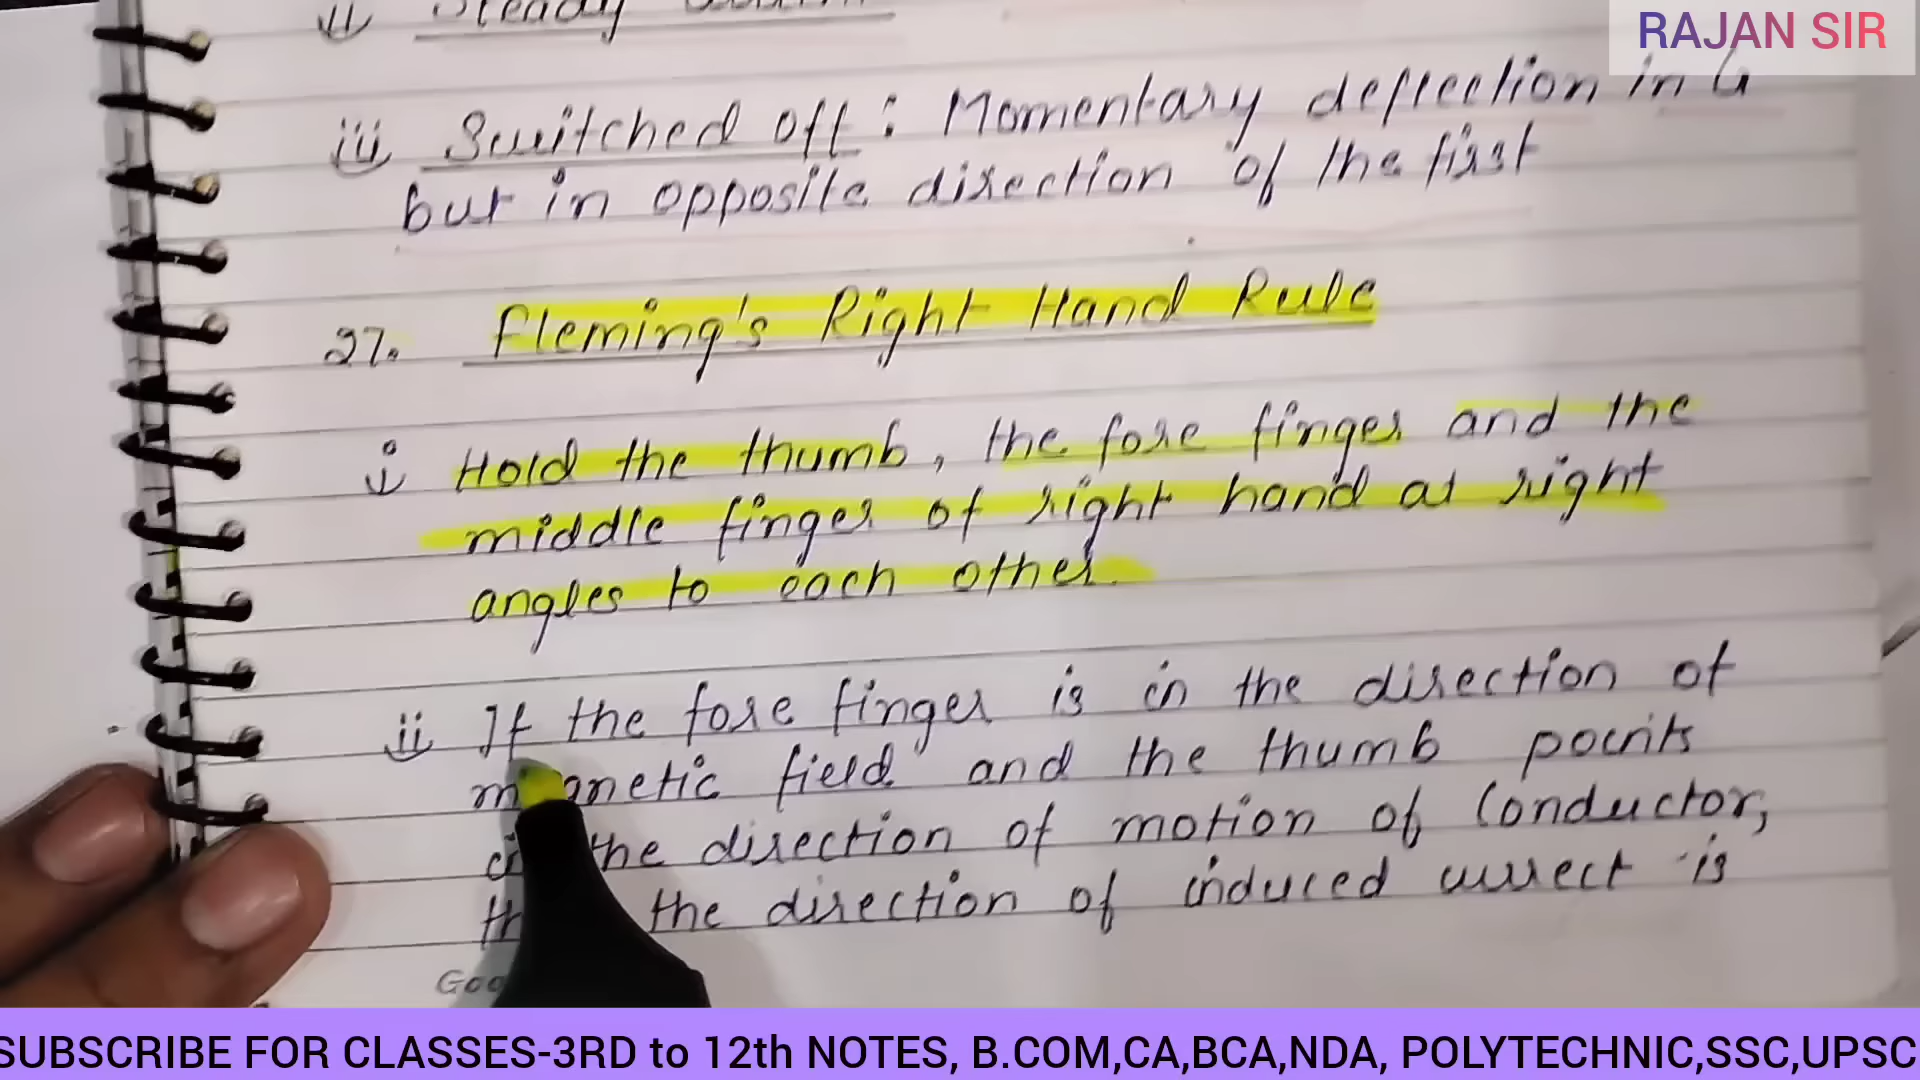 ii Steady
RAJAN SIR
iii Switched off : Momentary deflection in G
but in opposite direction of the first
27. Fleming's Right Hand Rule
i Hold the thumb, the fore finger and the
middle finger of right hand at right
angles to each other.
ii If the fore finger is in the direction of
magnetic field and the thumb points
the direction of motion of Conductor,
the direction of induced current is
SUBSCRIBE FOR CLASSES-3RD to 12th NOTES, B.COM,CA,BCA,NDA, POLYTECHNIC,SSC,UPSC